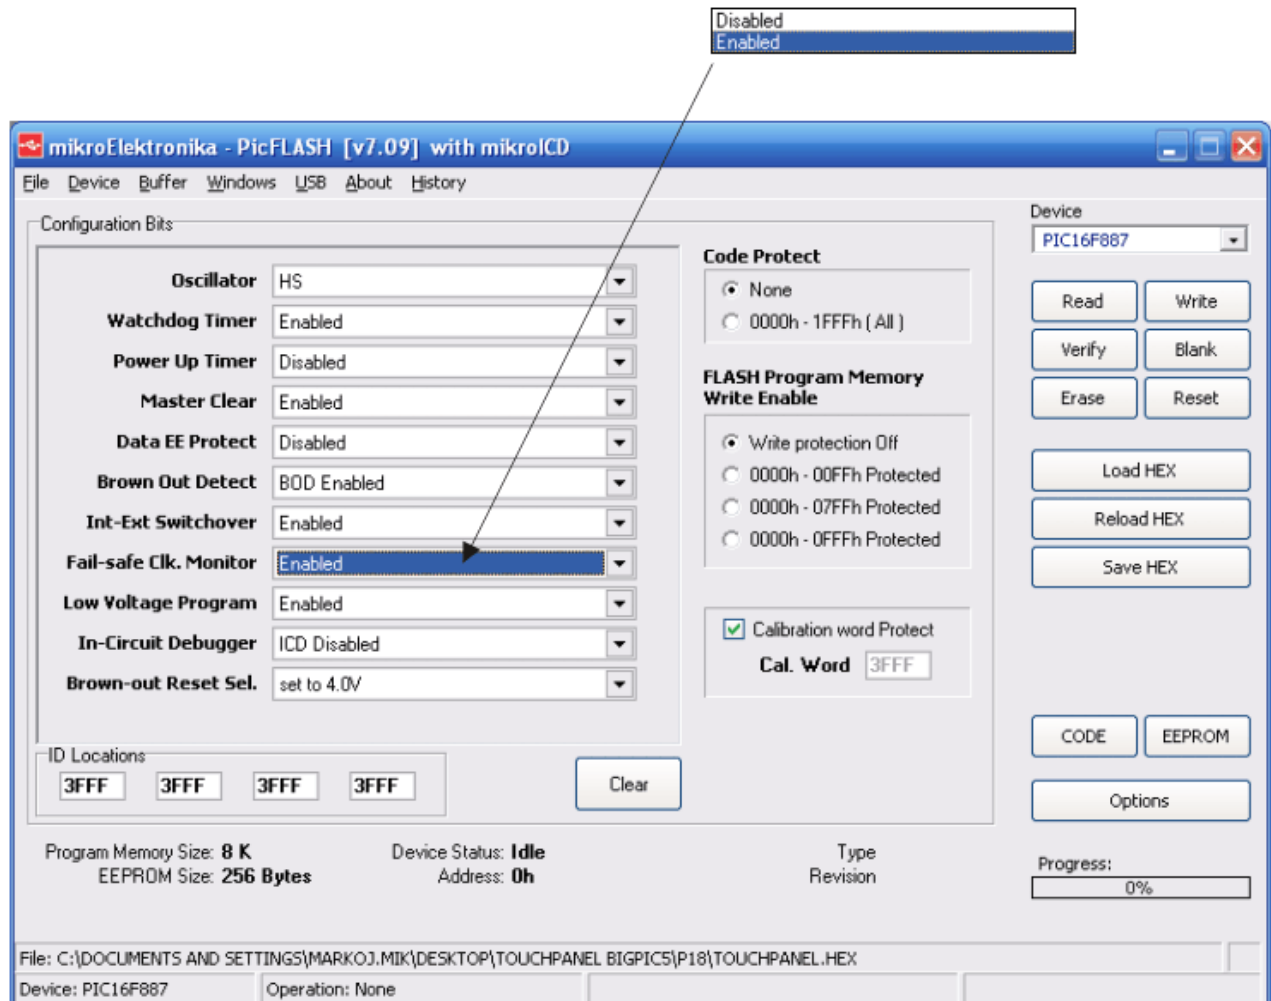 Disabled
Enabled
mikroElektronika - PicFLASH [v7.09] with mikroICD
File Device Buffer Windows USB About History
Configuration Bits
Oscillator HS
Watchdog Timer Enabled
Power Up Timer Disabled
Master Clear Enabled
Data EE Protect Disabled
Brown Out Detect BOD Enabled
Int-Ext Switchover Enabled
Fail-safe Clk. Monitor Enabled
Low Voltage Program Enabled
In-Circuit Debugger ICD Disabled
Brown-out Reset Sel. set to 4.0V
ID Locations
3FFF 3FFF 3FFF 3FFF
Clear
Code Protect
None
0000h - 1FFFh ( All )
FLASH Program Memory
Write Enable
Write protection Off
0000h - 00FFh Protected
0000h - 07FFh Protected
0000h - 0FFFh Protected
Calibration word Protect
Cal. Word 3FFF
Device
PIC16F887
Read Write
Verify Blank
Erase Reset
Load HEX
Reload HEX
Save HEX
CODE EEPROM
Options
Program Memory Size: 8 K Device Status: Idle Type
EEPROM Size: 256 Bytes Address: 0h Revision
Progress:
0%
File: C:\DOCUMENTS AND SETTINGS\MARKOJ.MIK\DESKTOP\TOUCHPANEL BIGPIC5\P18\TOUCHPANEL.HEX
Device: PIC16F887 Operation: None